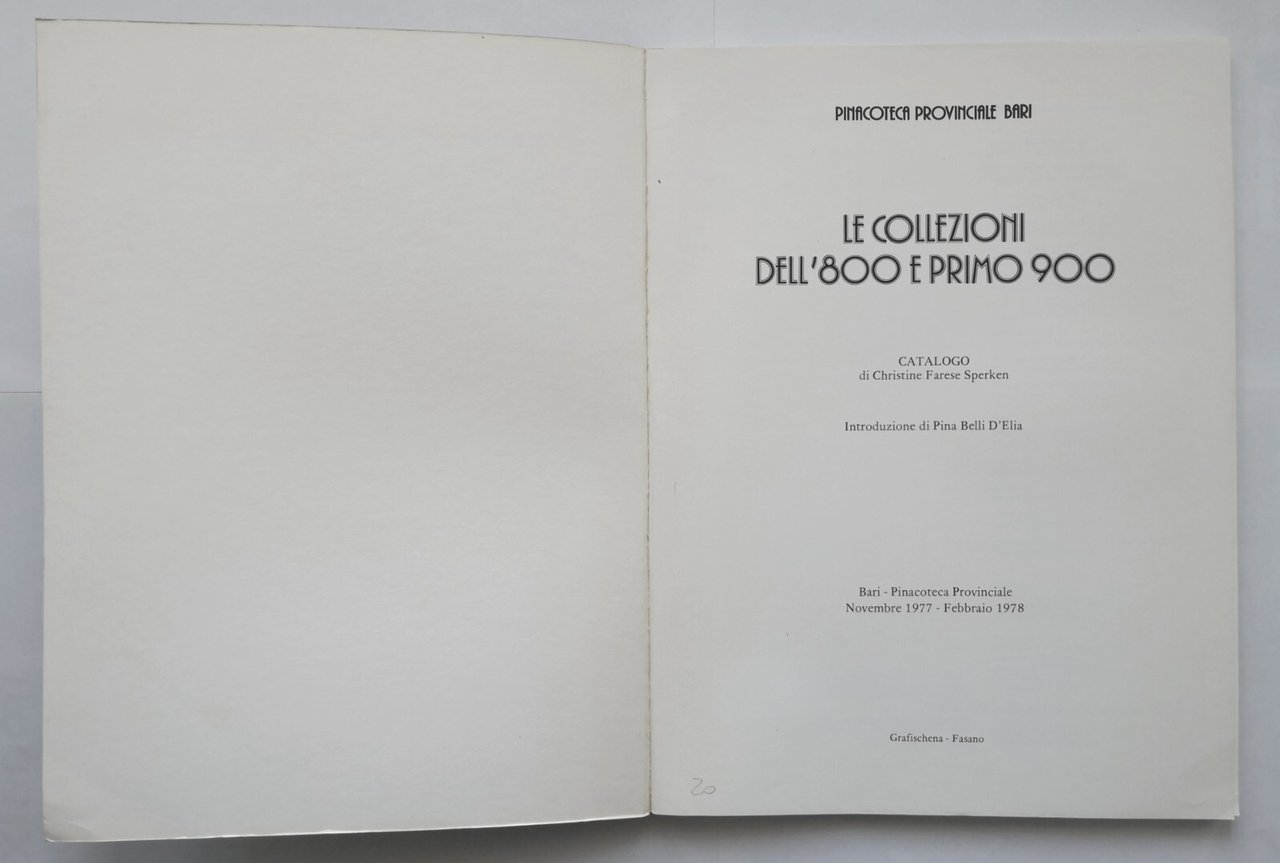 PINACOTECA PROVINCIALE BARI
LE COLLEZIONI
DELL'800 E PRIMO 900
CATALOGO
di Christine Farese Sperken
Introduzione di Pina Belli D'Elia
Bari - Pinacoteca Provinciale
Novembre 1977 - Febbraio 1978
Grafischena - Fasano
20